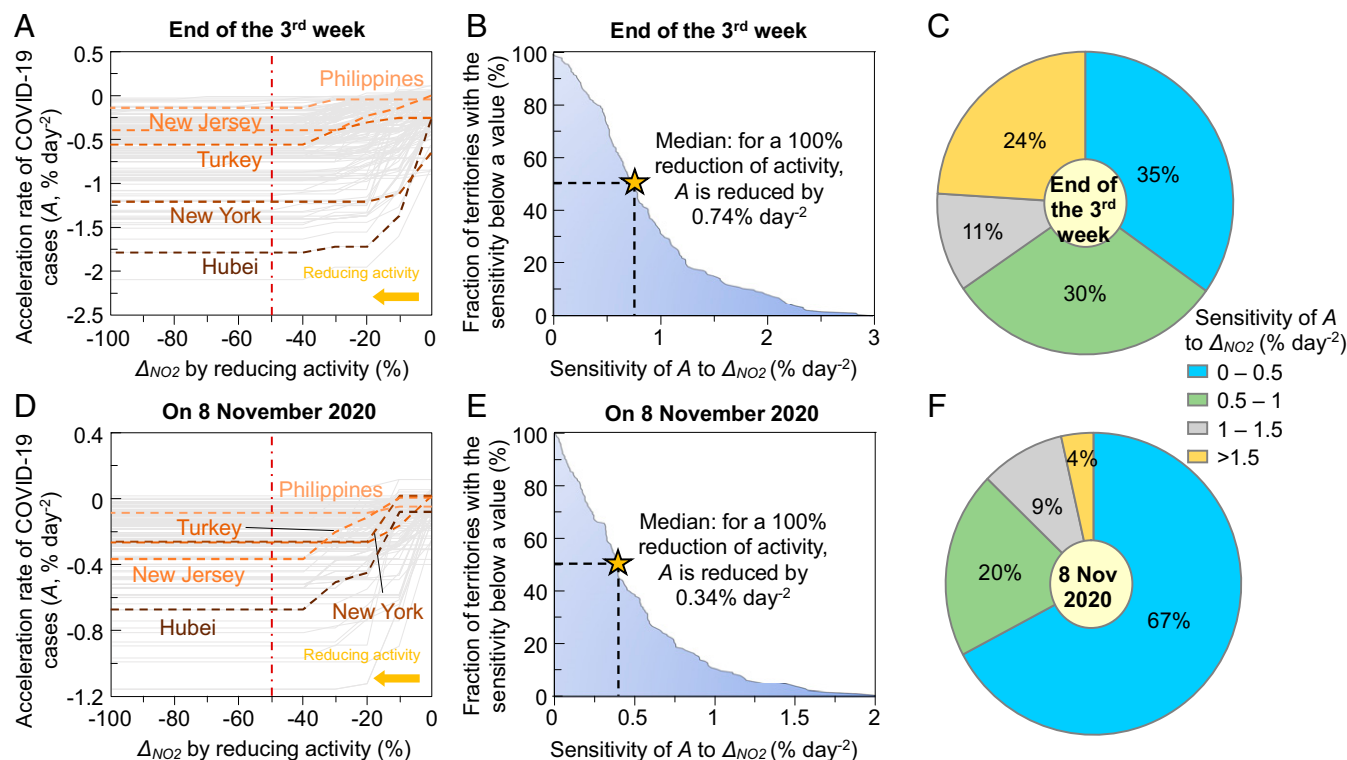 A
End of the 3rd week
Acceleration rate of COVID-19
cases (A, % day-2)
0.5
0
-0.5
-1
-1.5
-2
-2.5
Philippines
New Jersey
Turkey
New York
Hubei
Reducing activity
-100 -80 -60 -40 -20 0
ΔNO2 by reducing activity (%)
B
End of the 3rd week
Fraction of territories with the
sensitivity below a value (%)
100
80
60
40
20
0
Median: for a 100%
reduction of activity,
A is reduced by
0.74% day-2
0 1 2 3
Sensitivity of A to ΔNO2 (% day-2)
C
24%
35%
11%
30%
End of
the 3rd
week
Sensitivity of A
to ΔNO2 (% day-2)
0 – 0.5
0.5 – 1
1 – 1.5
>1.5
D
On 8 November 2020
Acceleration rate of COVID-19
cases (A, % day-2)
0.4
0
-0.4
-0.8
-1.2
Philippines
Turkey
New Jersey
New York
Hubei
Reducing activity
-100 -80 -60 -40 -20 0
ΔNO2 by reducing activity (%)
E
On 8 November 2020
Fraction of territories with the
sensitivity below a value (%)
100
80
60
40
20
0
Median: for a 100%
reduction of activity,
A is reduced by
0.34% day-2
0 0.5 1 1.5 2
Sensitivity of A to ΔNO2 (% day-2)
F
4%
9%
20%
67%
8 Nov
2020